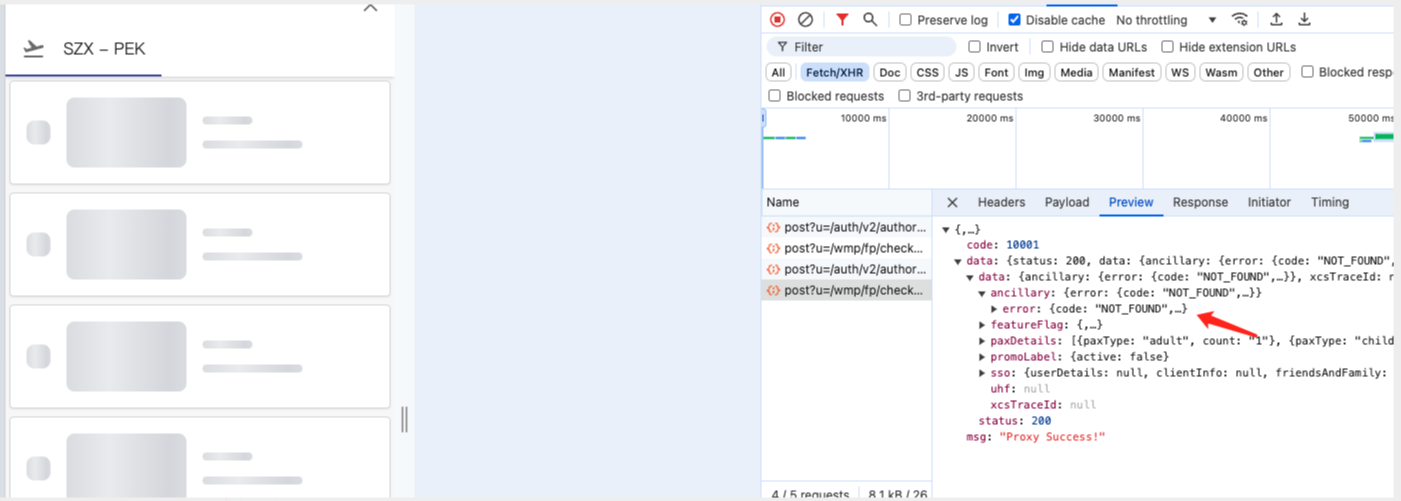 SZX – PEK
Preserve log
Disable cache
No throttling
Filter
Invert
Hide data URLs
Hide extension URLs
All
Fetch/XHR
Doc
CSS
JS
Font
Img
Media
Manifest
WS
Wasm
Other
Blocked resp
Blocked requests
3rd-party requests
10000 ms
20000 ms
30000 ms
40000 ms
50000 ms
Name
Headers
Payload
Preview
Response
Initiator
Timing
post?u=/auth/v2/author...
post?u=/wmp/fp/check...
post?u=/auth/v2/author...
post?u=/wmp/fp/check...
{,…}
code: 10001
data: {status: 200, data: {ancillary: {error: {code: "NOT_FOUND",
data: {ancillary: {error: {code: "NOT_FOUND",…}}, xcsTraceId: n
ancillary: {error: {code: "NOT_FOUND",…}}
error: {code: "NOT_FOUND",…}
featureFlag: {,…}
paxDetails: [{paxType: "adult", count: "1"}, {paxType: "child
promoLabel: {active: false}
sso: {userDetails: null, clientInfo: null, friendsAndFamily:
uhf: null
xcsTraceId: null
status: 200
msg: "Proxy Success!"
4 / 5 requests
8.1 kB / 26